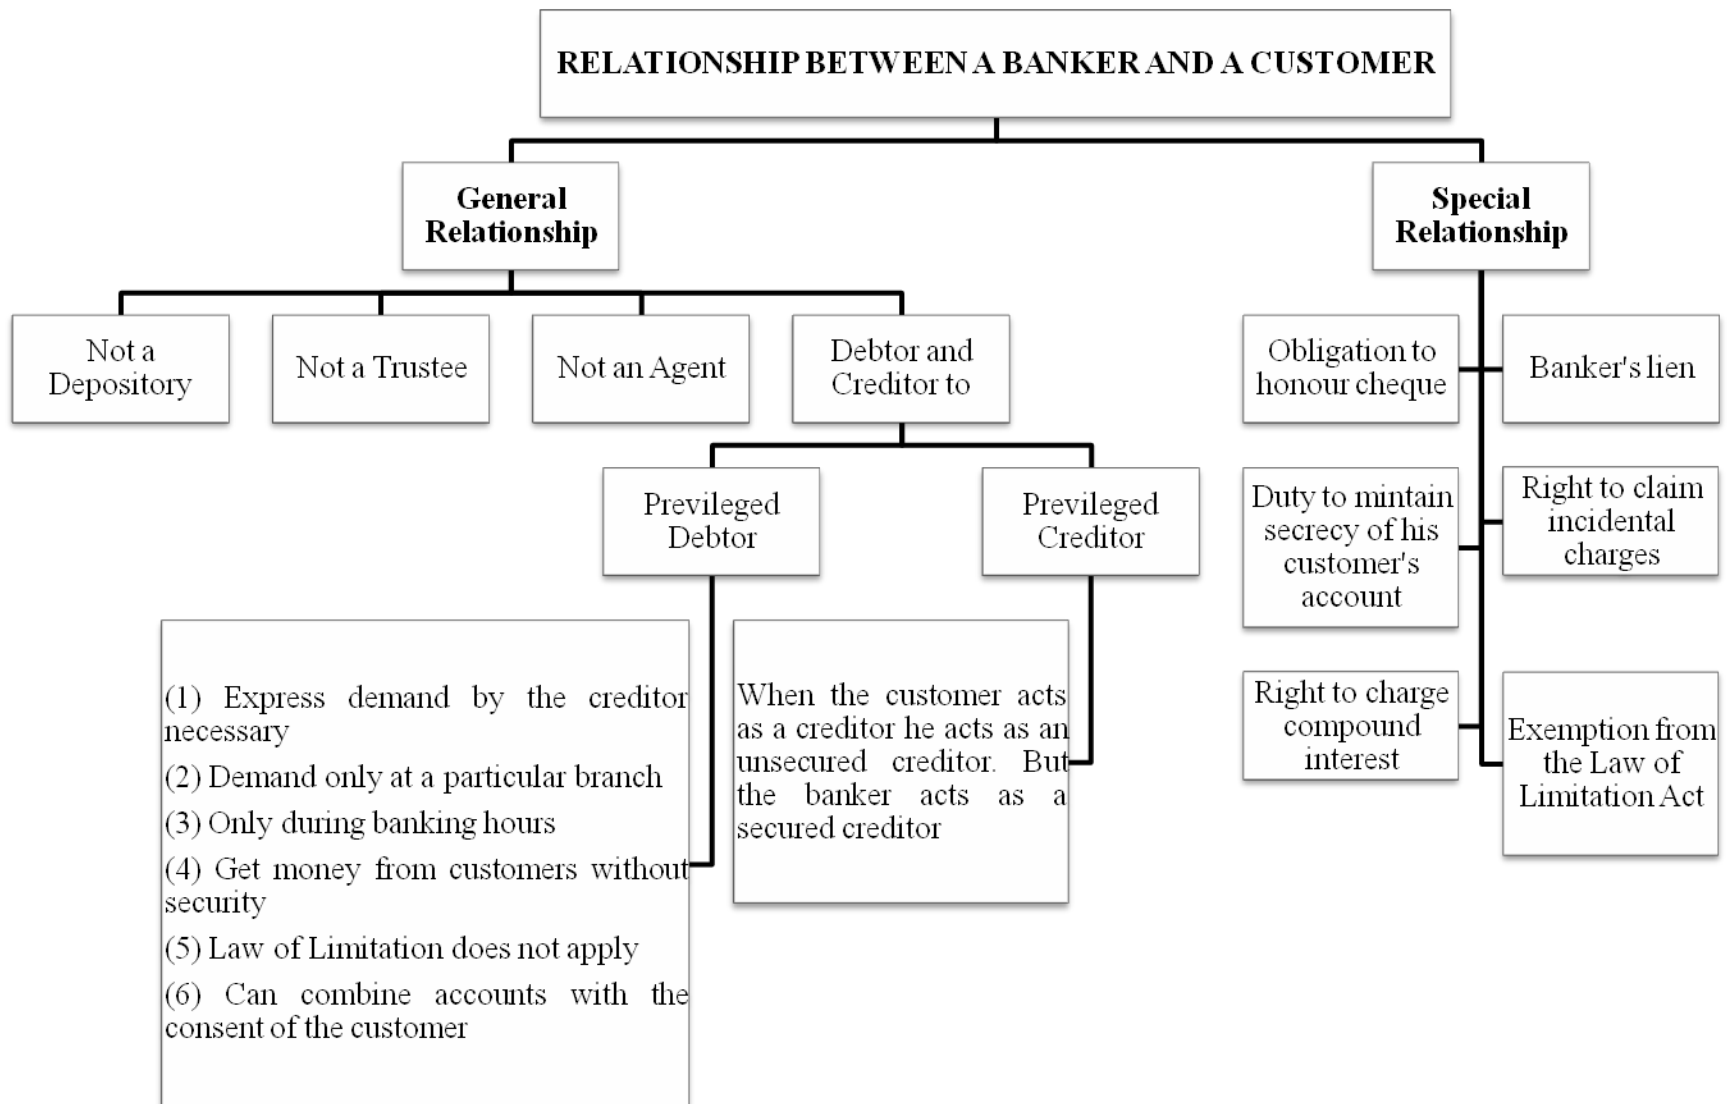 RELATIONSHIP BETWEEN A BANKER AND A CUSTOMER
General
Relationship
Special
Relationship
Not a
Depository
Not a Trustee
Not an Agent
Debtor and
Creditor to
Obligation to
honour cheque
Banker's lien
Previleged
Debtor
Previleged
Creditor
Duty to mintain
secrecy of his
customer's
account
Right to claim
incidental
charges
(1) Express demand by the creditor
necessary
(2) Demand only at a particular branch
(3) Only during banking hours
(4) Get money from customers without
security
(5) Law of Limitation does not apply
(6) Can combine accounts with the
consent of the customer
When the customer acts
as a creditor he acts as an
unsecured creditor. But
the banker acts as a
secured creditor
Right to charge
compound
interest
Exemption from
the Law of
Limitation Act